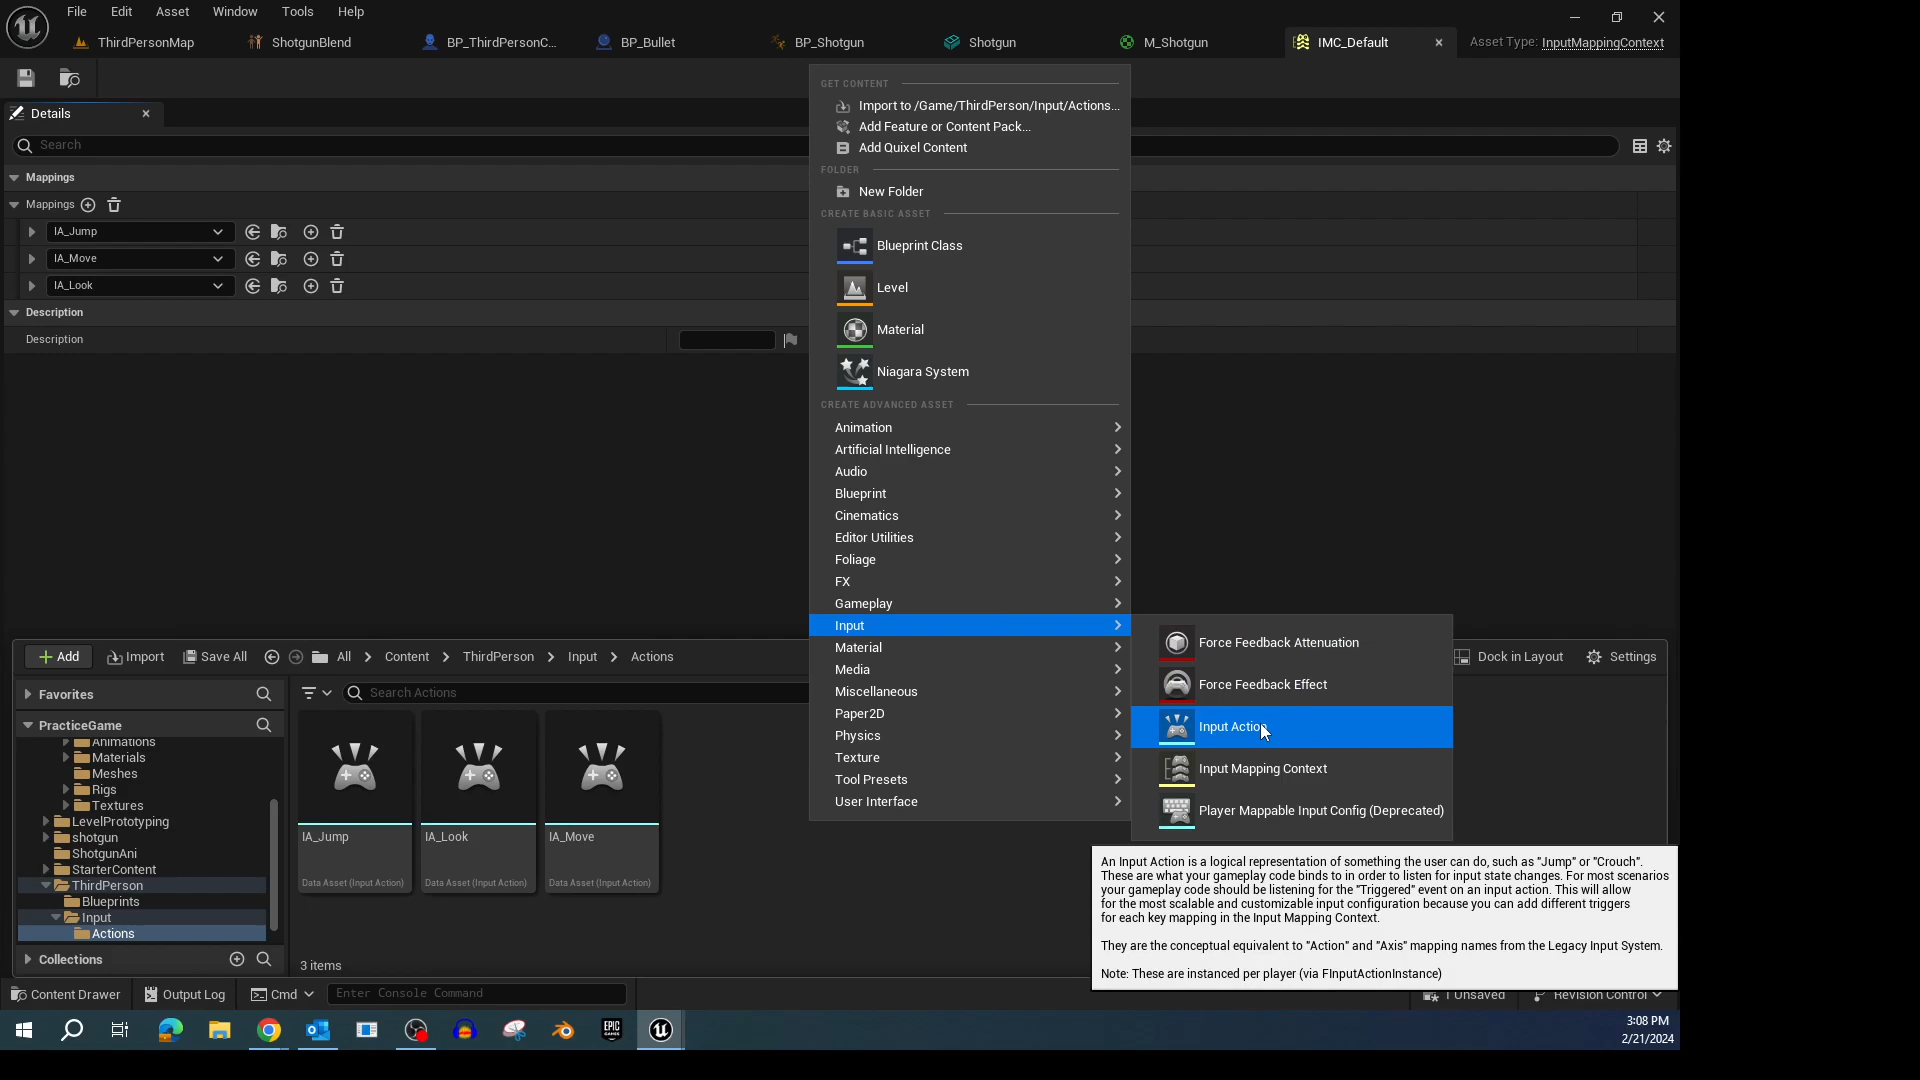 File Edit Asset Window Tools Help
ThirdPersonMap ShotgunBlend BP_ThirdPersonC... BP_Bullet BP_Shotgun Shotgun M_Shotgun IMC_Default Asset Type: InputMappingContext
Details
Search
Mappings
Mappings
IA_Jump
IA_Move
IA_Look
Description
Description
GET CONTENT
Import to /Game/ThirdPerson/Input/Actions...
Add Feature or Content Pack...
Add Quixel Content
FOLDER
New Folder
CREATE BASIC ASSET
Blueprint Class
Level
Material
Niagara System
CREATE ADVANCED ASSET
Animation
Artificial Intelligence
Audio
Blueprint
Cinematics
Editor Utilities
Foliage
FX
Gameplay
Input
Material
Media
Miscellaneous
Paper2D
Physics
Texture
Tool Presets
User Interface
Force Feedback Attenuation
Force Feedback Effect
Input Action
Input Mapping Context
Player Mappable Input Config (Deprecated)
An Input Action is a logical representation of something the user can do, such as "Jump" or "Crouch".
These are what your gameplay code binds to in order to listen for input state changes. For most scenarios
your gameplay code should be listening for the "Triggered" event on an input action. This will allow
for the most scalable and customizable input configuration because you can add different triggers
for each key mapping in the Input Mapping Context.
They are the conceptual equivalent to "Action" and "Axis" mapping names from the Legacy Input System.
Note: These are instanced per player (via FInputActionInstance)
Add Import Save All All Content ThirdPerson Input Actions Dock in Layout Settings
Favorites
Search Actions
PracticeGame
Animations
Materials
Meshes
Rigs
Textures
LevelPrototyping
shotgun
ShotgunAni
StarterContent
ThirdPerson
Blueprints
Input
Actions
Collections
IA_Jump
Data Asset (Input Action)
IA_Look
Data Asset (Input Action)
IA_Move
Data Asset (Input Action)
3 items
Content Drawer Output Log Cmd Enter Console Command 1 Unsaved Revision Control
EPIC GAMES
3:08 PM
2/21/2024